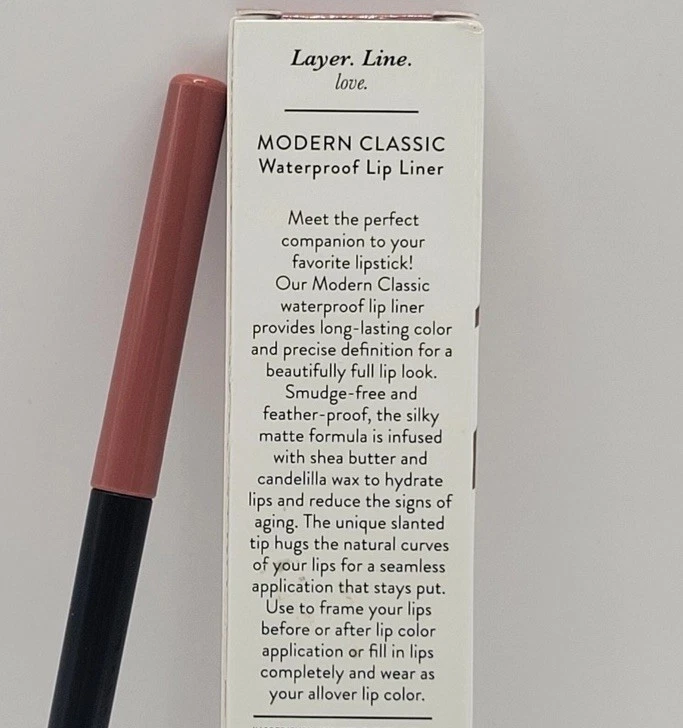 Layer. Line.
love.
MODERN CLASSIC
Waterproof Lip Liner
Meet the perfect
companion to your
favorite lipstick!
Our Modern Classic
waterproof lip liner
provides long-lasting color
and precise definition for a
beautifully full lip look.
Smudge-free and
feather-proof, the silky
matte formula is infused
with shea butter and
candelilla wax to hydrate
lips and reduce the signs of
aging. The unique slanted
tip hugs the natural curves
of your lips for a seamless
application that stays put.
Use to frame your lips
before or after lip color
application or fill in lips
completely and wear as
your allover lip color.